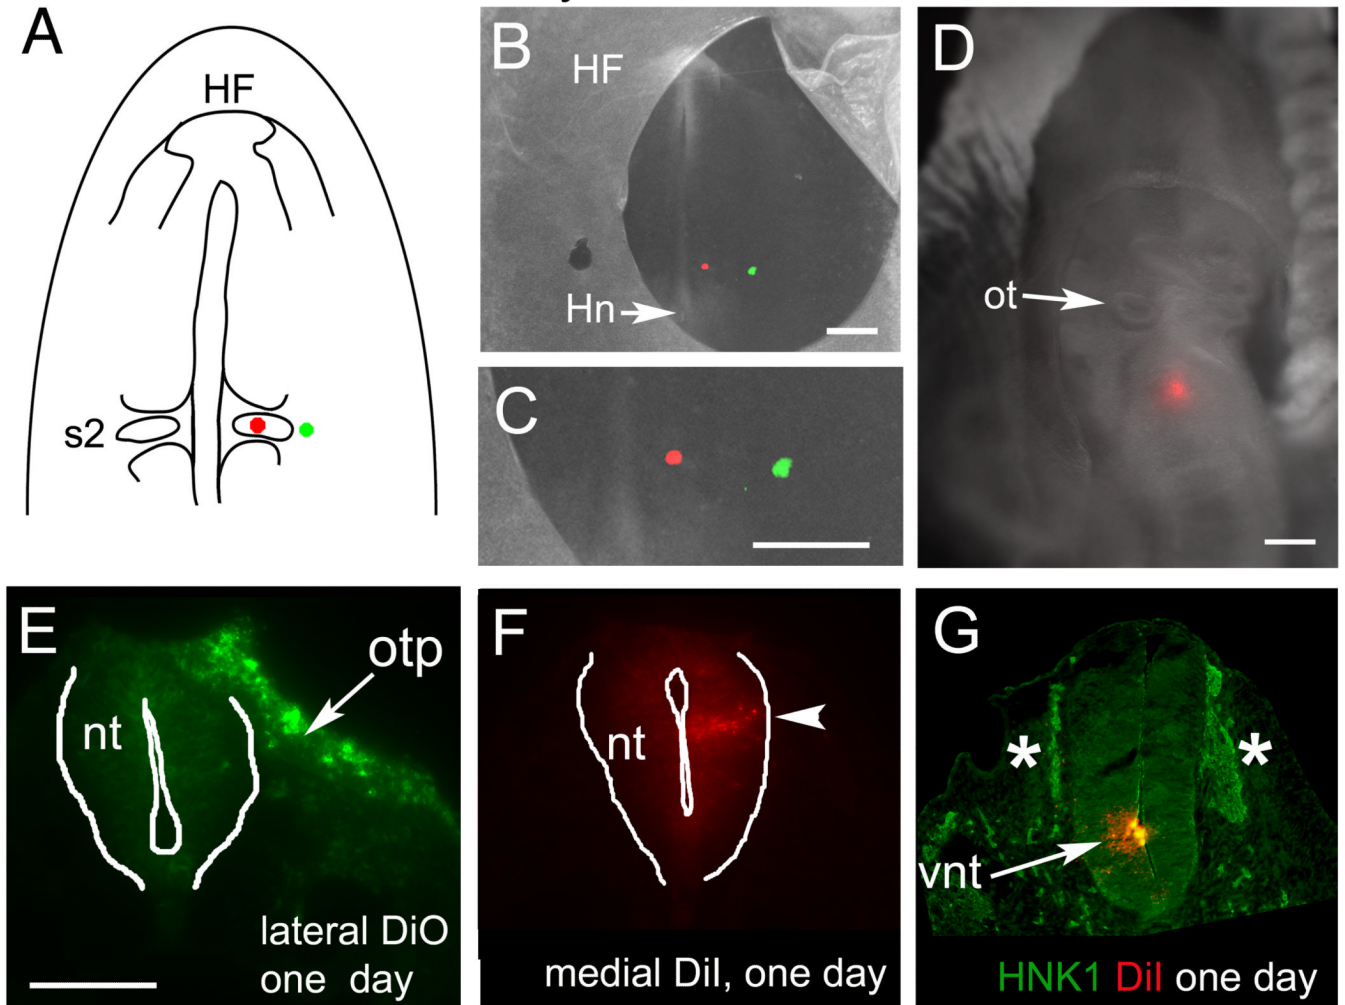 A
HF
s2
B
HF
Hn
C
D
ot
E
otp
nt
lateral DiO
one day
F
nt
medial DiI, one day
G
*
*
vnt
HNK1 DiI one day